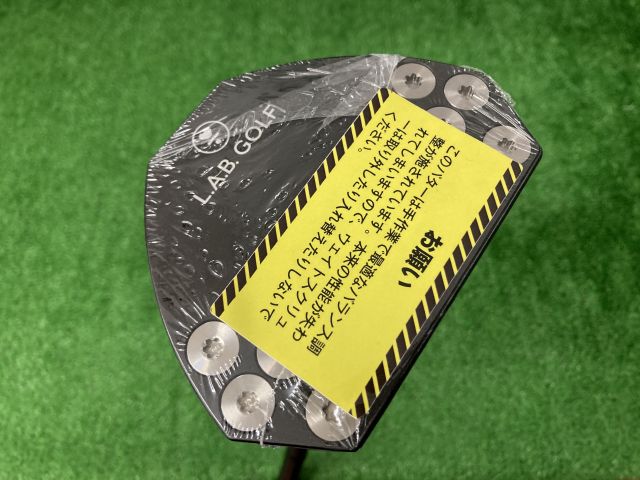 L.A.B. GOLF
お願い
このパターは手作業で最適なバランス調
整が施されています。本来の性能が失わ
れてしまいますので、ウェイトスクリュ
ーは取り外したり入れ替えたりしないで
ください。